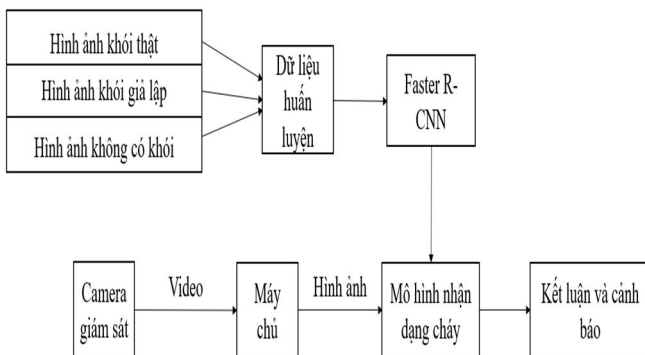 Hình ảnh khói thật
Hình ảnh khói giả lập
Hình ảnh không có khói
Dữ liệu
huấn
luyện
Faster R-
CNN
Camera
giám sát
Video
Máy
chủ
Hình ảnh
Mô hình nhận
dạng cháy
Kết luận và cảnh
báo